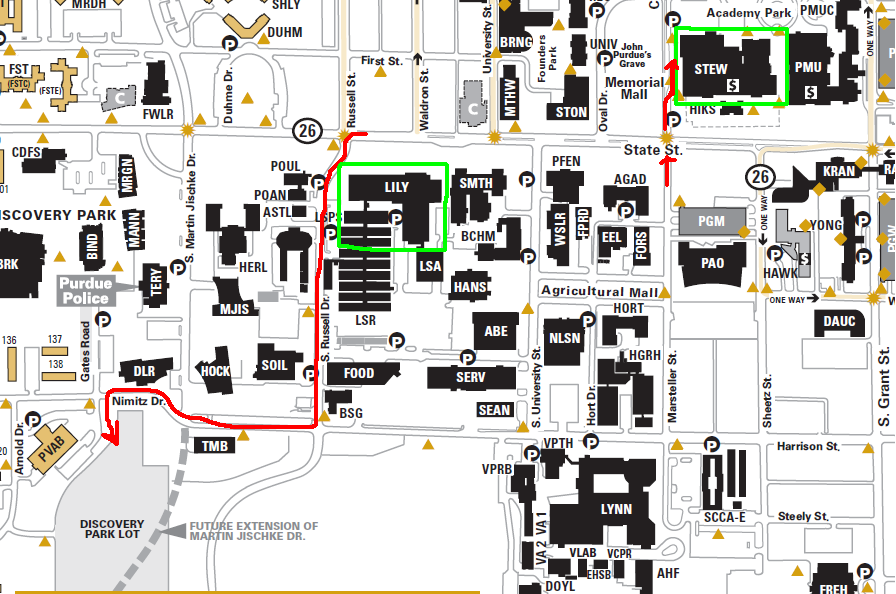 MRDH
SHLY
DUHM
PMUC
Academy Park
ONE WAY
University St.
BRNG
Founders
Park
UNIV
John
Purdue's
Grave
STEW
$
PMU
$
FST
(FSTC)
(FSTE)
First St.
Duhme Dr.
Russell St.
Waldron St.
C
FWLR
C
MTHW
STON
Oval Dr.
Memorial
Mall
HIKS
26
State St.
CDFS
MRGN
S. Martin Jischke Dr.
POUL
POAN
ASTL
LSPS
LILY
P
SMTH
PFEN
AGAD
26
KRAN
ISCOVERY PARK
BIND
MANN
BRK
HERL
BCHM
LSA
WSLR
FPRD
EEL
FORS
PGM
ONE WAY
YONG
$
HAWK
PGW
Purdue
Police
TERY
MJIS
LSR
HANS
PAO
ONE WAY
Agricultural Mall
Gates Road
136
137
138
S. Russell Dr.
ABE
NLSN
HORT
HGRH
DAUC
DLR
HOCK
SOIL
FOOD
SERV
S. University St.
Hort Dr.
Marsteller St.
Sheetz St.
S. Grant St.
Nimitz Dr.
BSG
SEAN
Arnold Dr.
PVAB
TMB
VPTH
VPRB
Harrison St.
LYNN
SCCA-E
Steely St.
DISCOVERY
PARK LOT
FUTURE EXTENSION OF
MARTIN JISCHKE DR.
VA 1
VA 2
VLAB
VCPR
EHSB
DOYL
AHF
FREH